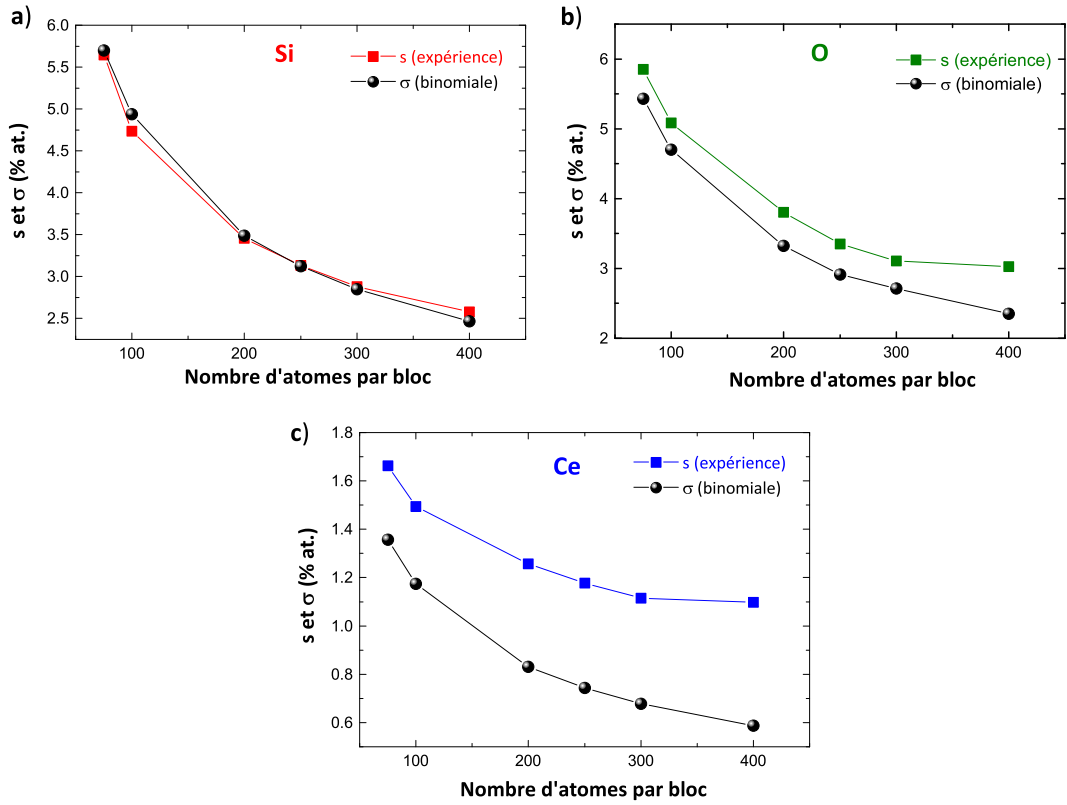 a)
Si
s (expérience)
σ (binomiale)
6.0
5.5
5.0
4.5
4.0
3.5
3.0
2.5
s et σ (% at.)
100
200
300
400
Nombre d'atomes par bloc
b)
O
s (expérience)
σ (binomiale)
6
5
4
3
2
s et σ (% at.)
100
200
300
400
Nombre d'atomes par bloc
c)
Ce
s (expérience)
σ (binomiale)
1.8
1.6
1.4
1.2
1.0
0.8
0.6
s et σ (% at.)
100
200
300
400
Nombre d'atomes par bloc